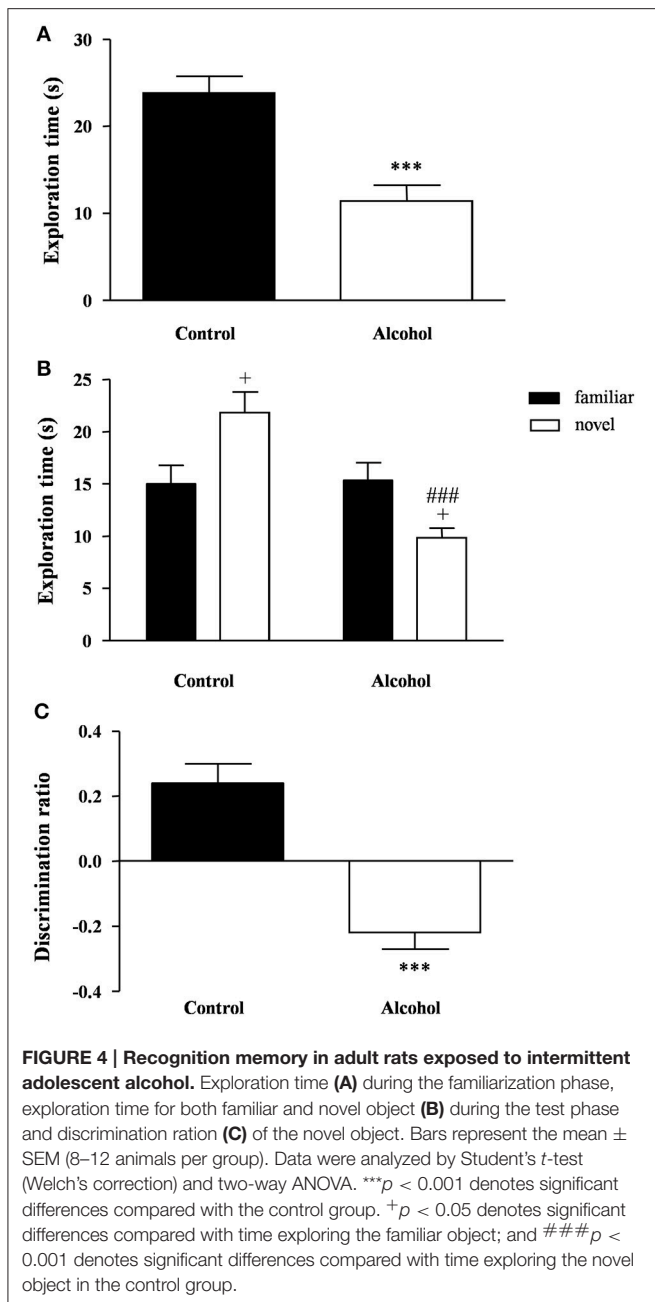 A
Exploration time (s)
30
20
10
0
***
Control Alcohol
B
Exploration time (s)
25
20
15
10
5
0
+
###
+
familiar
novel
Control Alcohol
C
Discrimination ratio
0.4
0.2
0.0
-0.2
-0.4
***
Control Alcohol
FIGURE 4 | Recognition memory in adult rats exposed to intermittent
adolescent alcohol. Exploration time (A) during the familiarization phase,
exploration time for both familiar and novel object (B) during the test phase
and discrimination ration (C) of the novel object. Bars represent the mean ±
SEM (8–12 animals per group). Data were analyzed by Student's t-test
(Welch's correction) and two-way ANOVA. ***p < 0.001 denotes significant
differences compared with the control group. +p < 0.05 denotes significant
differences compared with time exploring the familiar object; and ###p <
0.001 denotes significant differences compared with time exploring the novel
object in the control group.